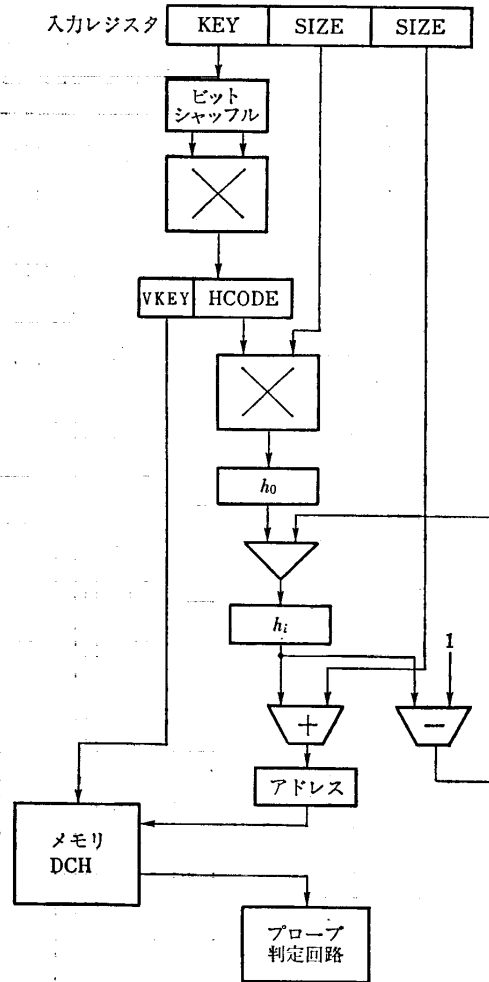 入力レジスタ KEY SIZE SIZE
ビット
シャッフル
VKEY HCODE
h0
hi
1
+ −
アドレス
メモリ
DCH
プローブ
判定回路